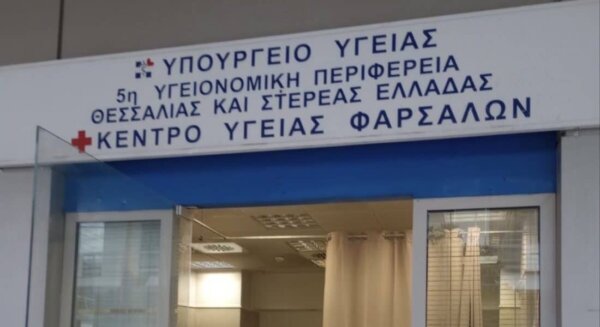 ΥΠΟΥΡΓΕΙΟ ΥΓΕΙΑΣ
5η ΥΓΕΙΟΝΟΜΙΚΗ ΠΕΡΙΦΕΡΕΙΑ
ΘΕΣΣΑΛΙΑΣ ΚΑΙ ΣΤΕΡΕΑΣ ΕΛΛΑΔΑΣ
ΚΕΝΤΡΟ ΥΓΕΙΑΣ ΦΑΡΣΑΛΩΝ